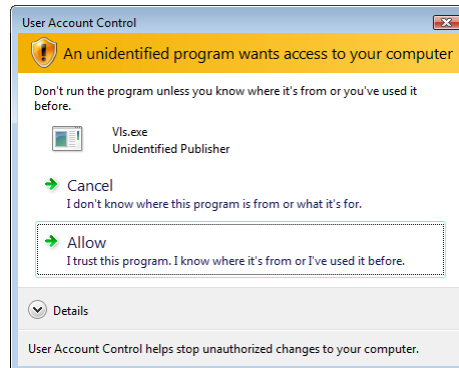 User Account Control
An unidentified program wants access to your computer
Don't run the program unless you know where it's from or you've used it
before.
Vls.exe
Unidentified Publisher
Cancel
I don't know where this program is from or what it's for.
Allow
I trust this program. I know where it's from or I've used it before.
Details
User Account Control helps stop unauthorized changes to your computer.